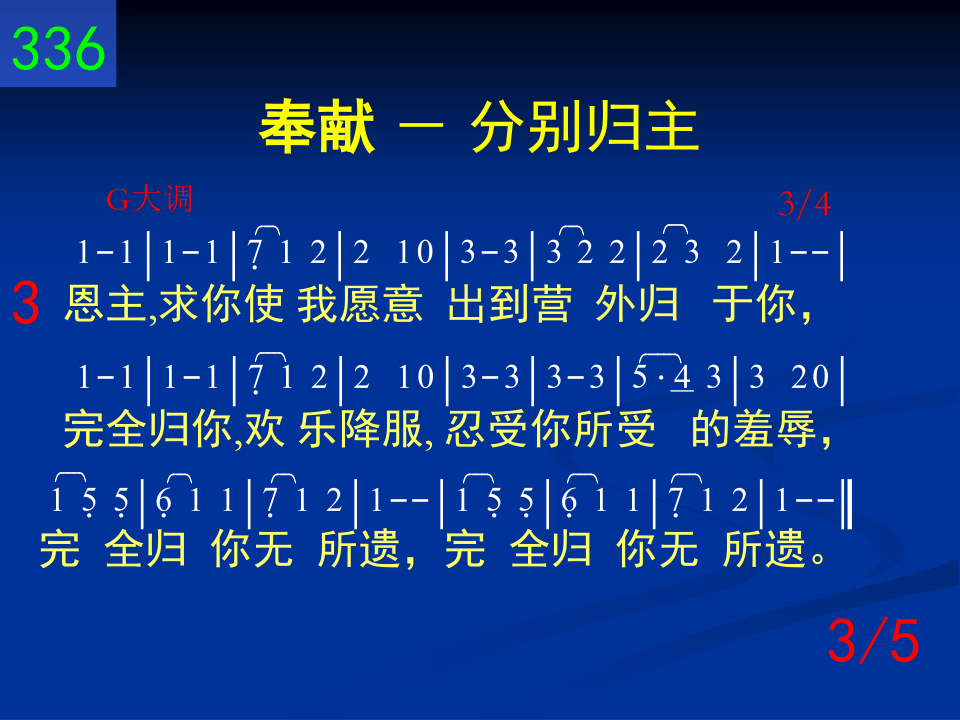 336
奉献 － 分别归主
G大调 3/4
1-1|1-1|7̣ 1 2|2 10|3-3|3 2 2|2 3 2|1--|
3 恩主,求你使 我愿意 出到营 外归 于你，
1-1|1-1|7̣ 1 2|2 10|3-3|3-3|5·4̲ 3|3 20|
完全归你,欢 乐降服, 忍受你所受 的羞辱，
1 5̣ 5̣|6̣ 1 1|7̣ 1 2|1--|1 5̣ 5̣|6̣ 1 1|7̣ 1 2|1--‖
完 全归 你无 所遗，完 全归 你无 所遗。
3/5